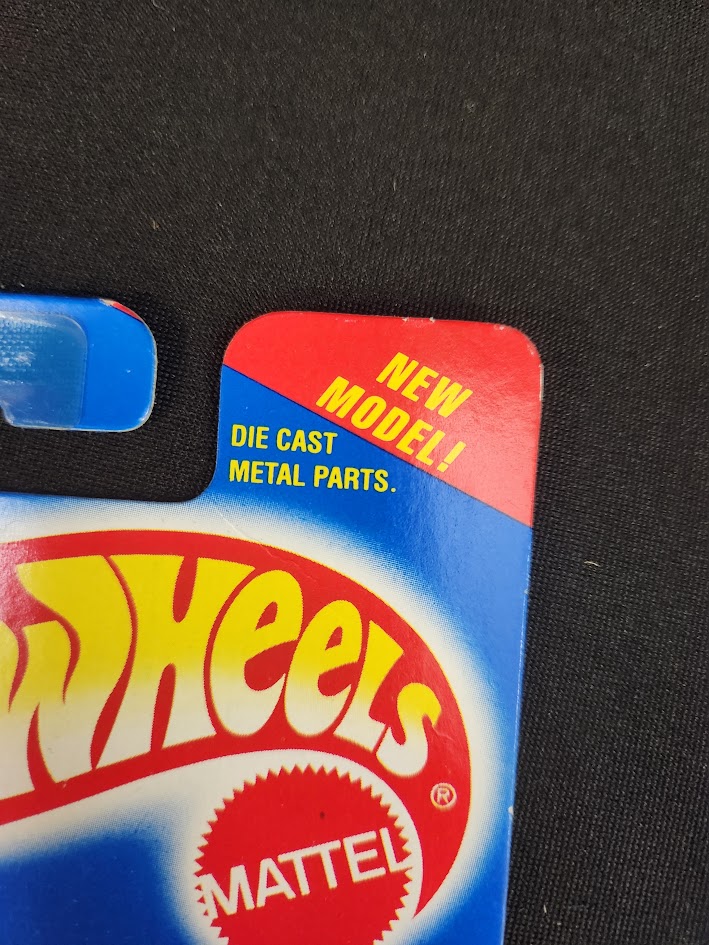 NEW
MODEL!
DIE CAST
METAL PARTS.
WHEELS
®
MATTEL